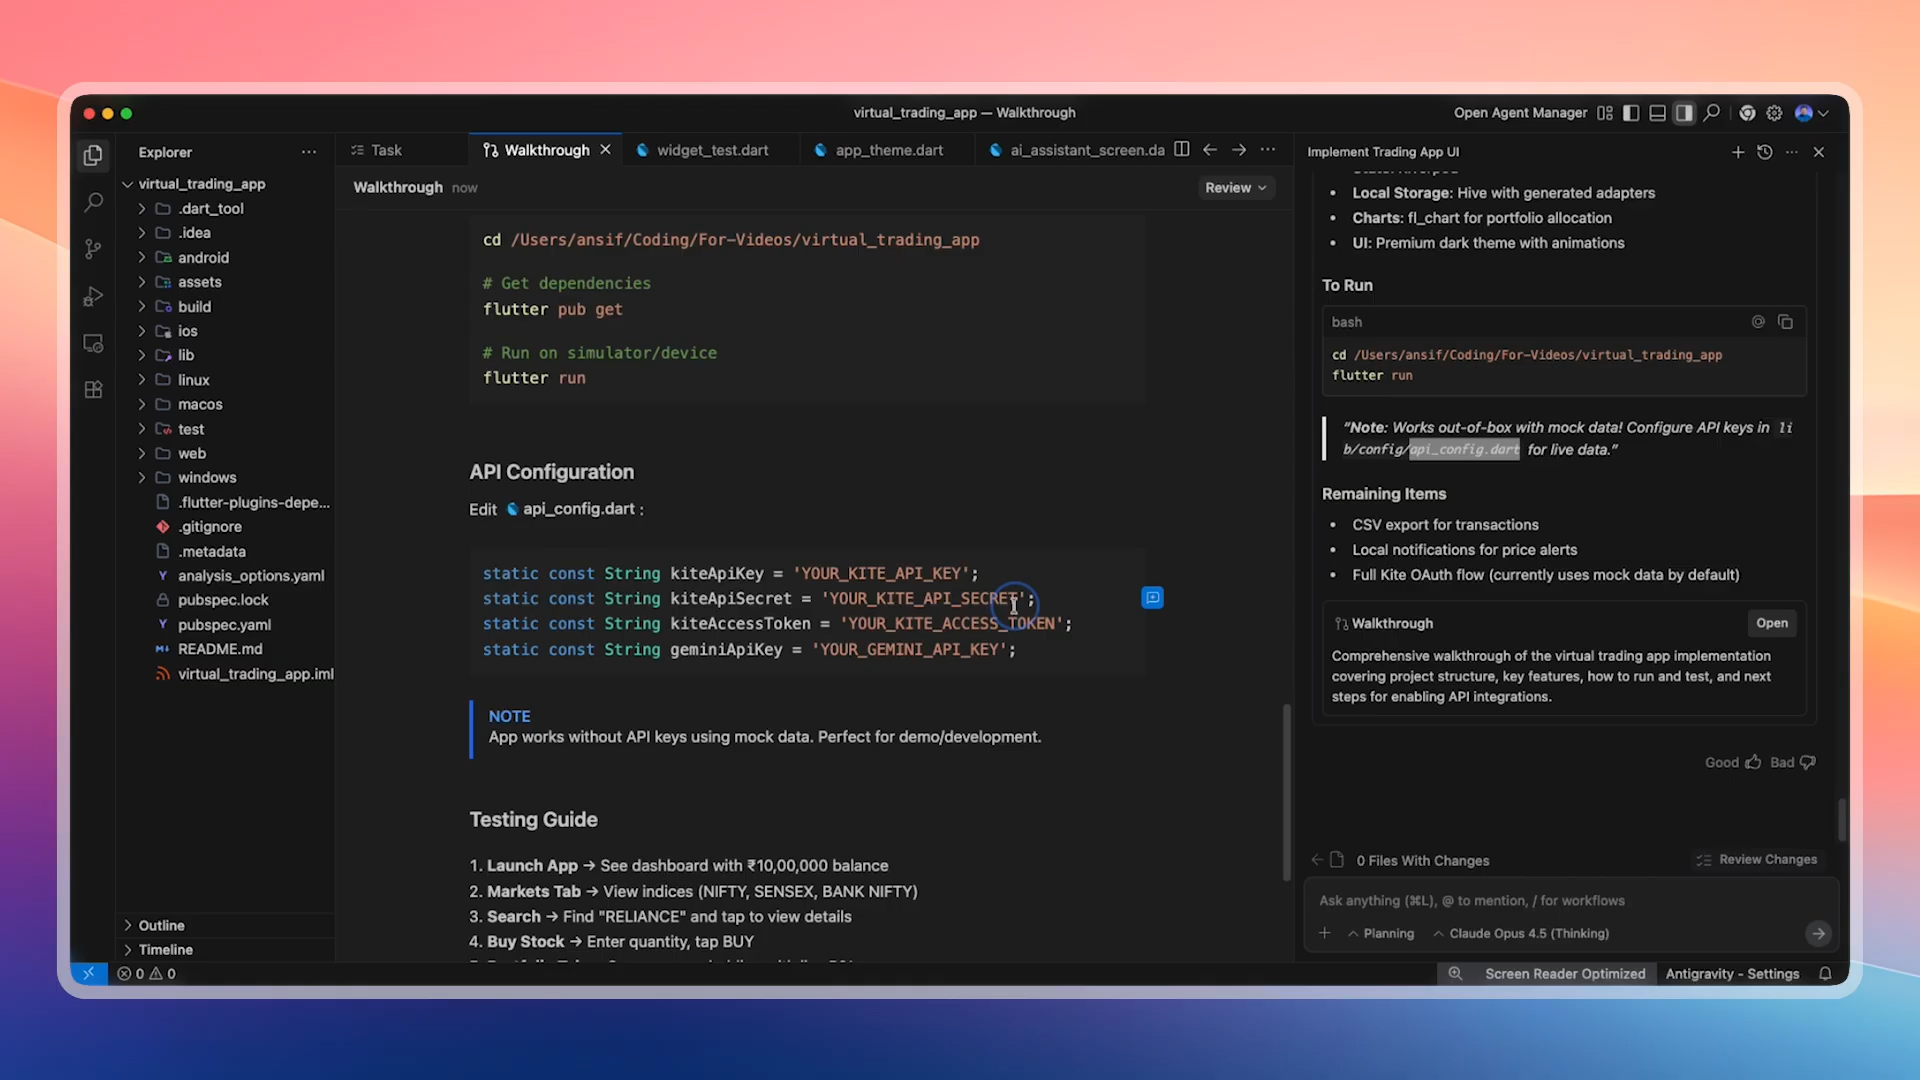 virtual_trading_app — Walkthrough
Open Agent Manager
Explorer
virtual_trading_app
.dart_tool
.idea
android
assets
build
ios
lib
linux
macos
test
web
windows
.flutter-plugins-depe...
.gitignore
.metadata
analysis_options.yaml
pubspec.lock
pubspec.yaml
README.md
virtual_trading_app.iml
Outline
Timeline
Task
Walkthrough
widget_test.dart
app_theme.dart
ai_assistant_screen.da
Walkthrough now
Review
cd /Users/ansif/Coding/For-Videos/virtual_trading_app
# Get dependencies
flutter pub get
# Run on simulator/device
flutter run
API Configuration
Edit api_config.dart :
static const String kiteApiKey = 'YOUR_KITE_API_KEY';
static const String kiteApiSecret = 'YOUR_KITE_API_SECRET';
static const String kiteAccessToken = 'YOUR_KITE_ACCESS_TOKEN';
static const String geminiApiKey = 'YOUR_GEMINI_API_KEY';
NOTE
App works without API keys using mock data. Perfect for demo/development.
Testing Guide
1. Launch App → See dashboard with ₹10,00,000 balance
2. Markets Tab → View indices (NIFTY, SENSEX, BANK NIFTY)
3. Search → Find "RELIANCE" and tap to view details
4. Buy Stock → Enter quantity, tap BUY
Implement Trading App UI
• Local Storage: Hive with generated adapters
• Charts: fl_chart for portfolio allocation
• UI: Premium dark theme with animations
To Run
bash
cd /Users/ansif/Coding/For-Videos/virtual_trading_app
flutter run
“Note: Works out-of-box with mock data! Configure API keys in li
b/config/api_config.dart for live data.”
Remaining Items
• CSV export for transactions
• Local notifications for price alerts
• Full Kite OAuth flow (currently uses mock data by default)
Walkthrough
Open
Comprehensive walkthrough of the virtual trading app implementation
covering project structure, key features, how to run and test, and next
steps for enabling API integrations.
Good Bad
0 Files With Changes
Review Changes
Ask anything (⌘L), @ to mention, / for workflows
Planning
Claude Opus 4.5 (Thinking)
0 0
Screen Reader Optimized
Antigravity - Settings